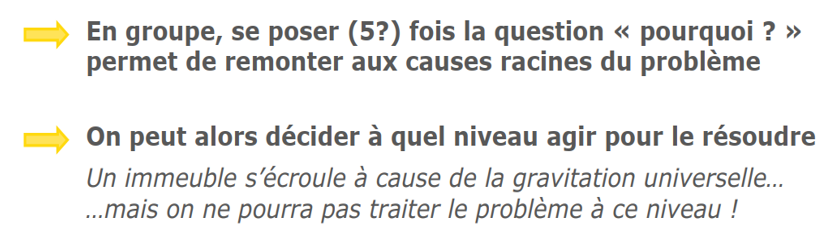 En groupe, se poser (5?) fois la question « pourquoi ? »
permet de remonter aux causes racines du problème
On peut alors décider à quel niveau agir pour le résoudre
Un immeuble s’écroule à cause de la gravitation universelle...
...mais on ne pourra pas traiter le problème à ce niveau !